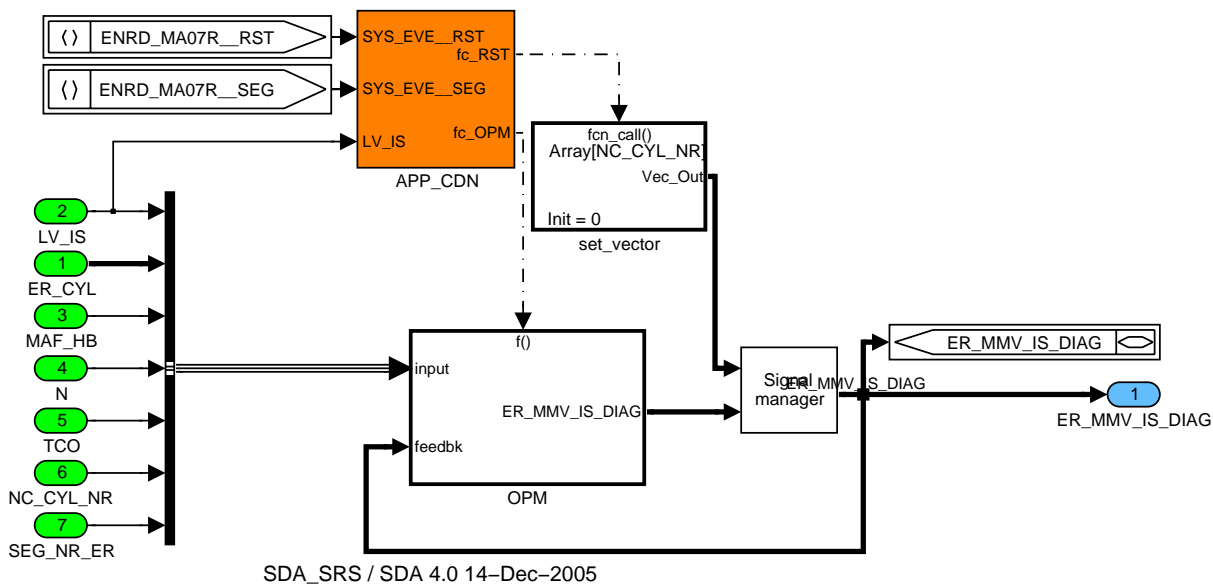 ENRD_MA07R__RST
SYS_EVE__RST
fc_RST
ENRD_MA07R__SEG
SYS_EVE__SEG
fc_OPM
LV_IS
APP_CDN
fcn_call()
Array[NC_CYL_NR]
Vec_Out
Init = 0
set_vector
2
LV_IS
1
ER_CYL
3
MAF_HB
4
N
5
TCO
6
NC_CYL_NR
7
SEG_NR_ER
f()
input
ER_MMV_IS_DIAG
feedbk
OPM
Signal
manager
ER_MMV_IS_DIAG
ER_MMV_IS_DIAG
1
ER_MMV_IS_DIAG
SDA_SRS / SDA 4.0 14−Dec−2005